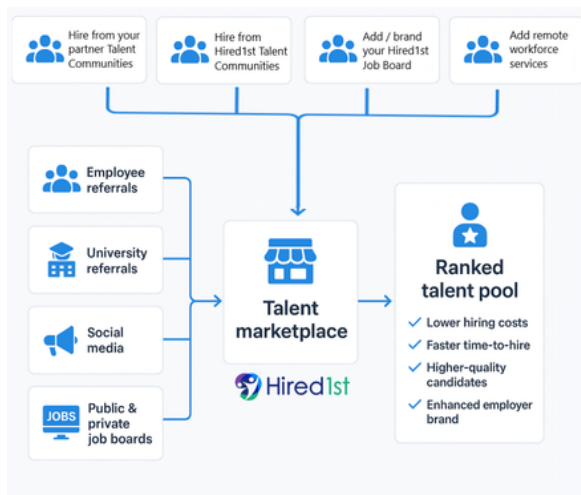 Hire from your
partner Talent
Communities
Hire from
Hired1st Talent
Communities
Add / brand
your Hired1st
Job Board
Add remote
workforce
services
Employee
referrals
University
referrals
Social
media
JOBS
Public &
private
job boards
Talent
marketplace
Hired1st
Ranked
talent pool
Lower hiring costs
Faster time-to-hire
Higher-quality
candidates
Enhanced employer
brand